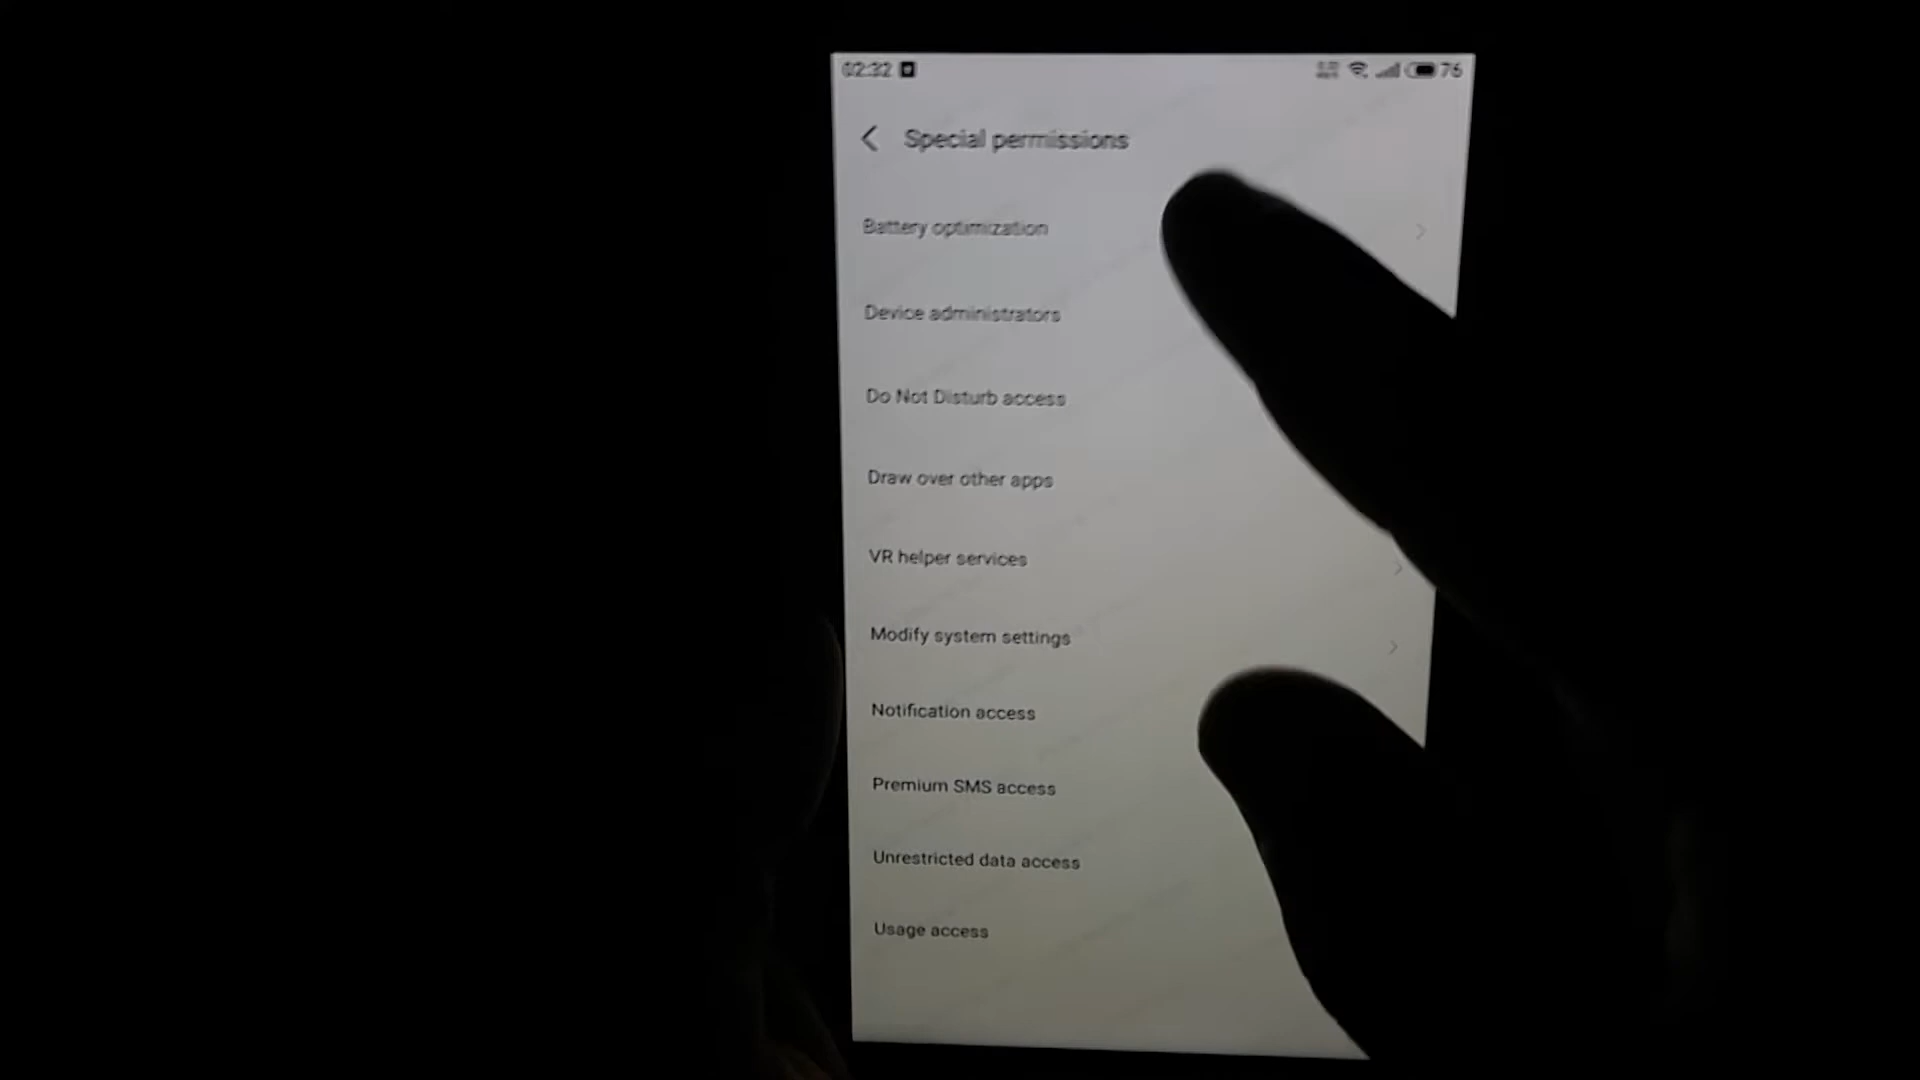 02:32 76
Special permissions
Battery optimization
Device administrators
Do Not Disturb access
Draw over other apps
VR helper services
Modify system settings
Notification access
Premium SMS access
Unrestricted data access
Usage access